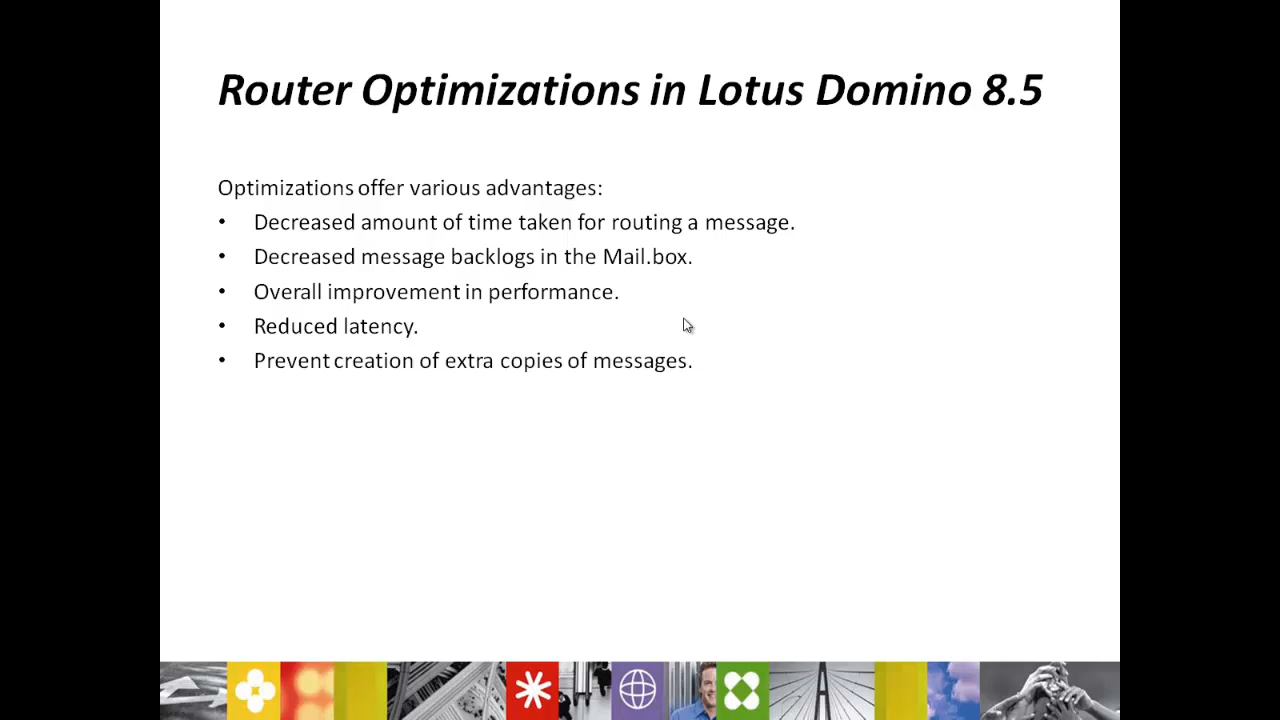 Router Optimizations in Lotus Domino 8.5
Optimizations offer various advantages:
• Decreased amount of time taken for routing a message.
• Decreased message backlogs in the Mail.box.
• Overall improvement in performance.
• Reduced latency.
• Prevent creation of extra copies of messages.